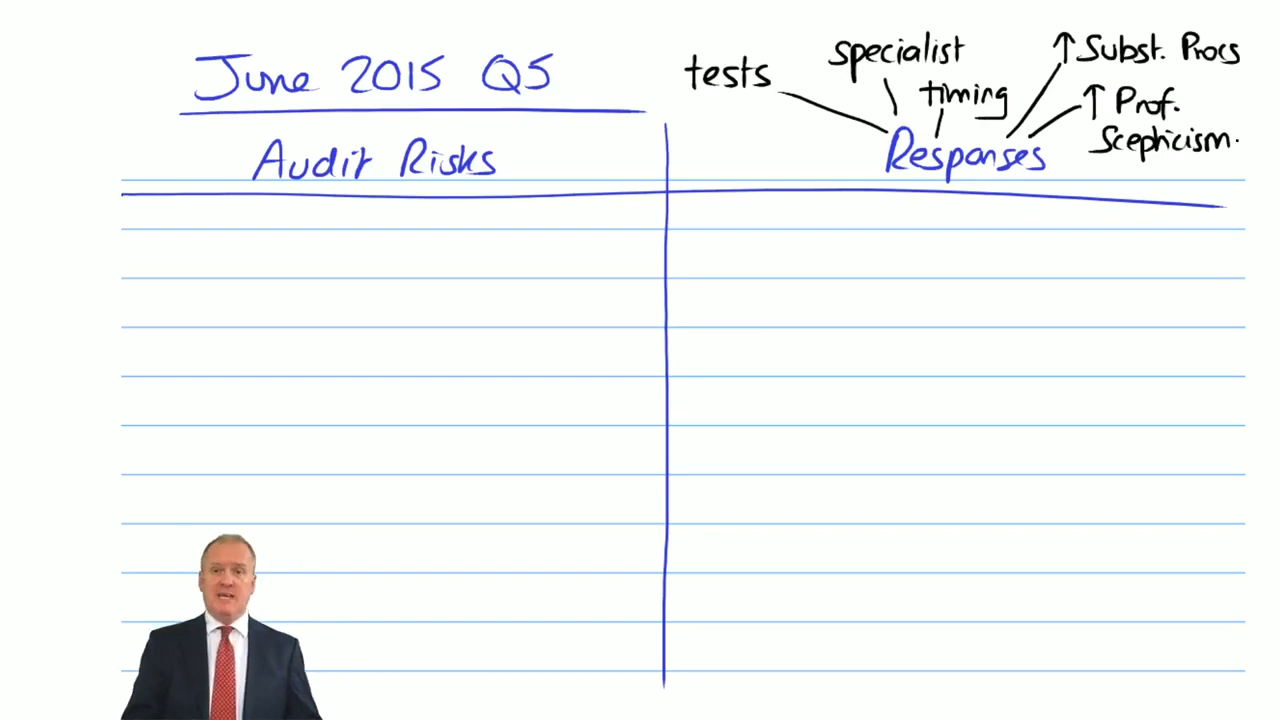 June 2015 Q5
Audit Risks
tests
specialist
timing
↑ Subst. Procs
↑ Prof.
Scepticism.
Responses